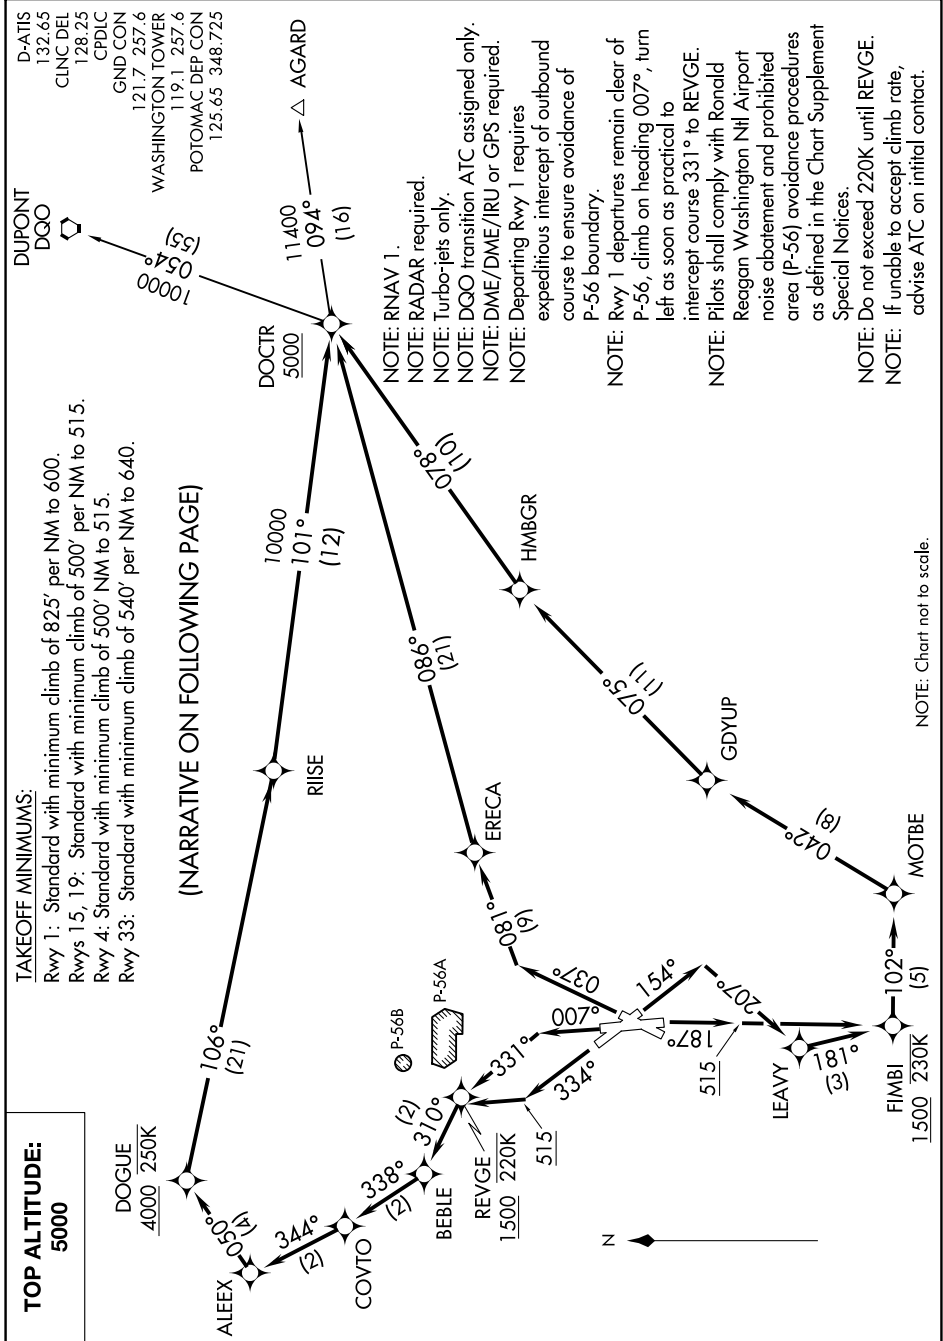 TOP ALTITUDE:
5000
TAKEOFF MINIMUMS:
Rwy 1: Standard with minimum climb of 825' per NM to 600.
Rwys 15, 19: Standard with minimum climb of 500' per NM to 515.
Rwy 4: Standard with minimum climb of 500' NM to 515.
Rwy 33: Standard with minimum climb of 540' per NM to 640.
(NARRATIVE ON FOLLOWING PAGE)
D-ATIS
132.65
CLNC DEL
128.25
CPDLC
GND CON
121.7 257.6
WASHINGTON TOWER
119.1 257.6
POTOMAC DEP CON
125.65 348.725
DUPONT
DQO
10000
054°
(55)
AGARD
11400
094°
(16)
DOCTR
5000
10000
101°
(12)
RIISE
106°
(21)
DOGUE
4000 250K
050°
(4)
ALEEX
344°
(2)
COVTO
338°
(2)
BEBLE
310°
(2)
REVGE
1500 220K
331°
007°
334°
515
P-56B
P-56A
037°
081°
(9)
ERECA
086°
(21)
154°
207°
187°
515
LEAVY
181°
(3)
FIMBI
1500 230K
102°
(5)
MOTBE
042°
(8)
GDYUP
075°
(11)
HMBGR
078°
(10)
N
NOTE: RNAV 1.
NOTE: RADAR required.
NOTE: Turbo-jets only.
NOTE: DQO transition ATC assigned only.
NOTE: DME/DME/IRU or GPS required.
NOTE: Departing Rwy 1 requires
expeditious intercept of outbound
course to ensure avoidance of
P-56 boundary.
NOTE: Rwy 1 departures remain clear of
P-56, climb on heading 007°, turn
left as soon as practical to
intercept course 331° to REVGE.
NOTE: Pilots shall comply with Ronald
Reagan Washington Ntl Airport
noise abatement and prohibited
area (P-56) avoidance procedures
as defined in the Chart Supplement
Special Notices.
NOTE: Do not exceed 220K until REVGE.
NOTE: If unable to accept climb rate,
advise ATC on intital contact.
NOTE: Chart not to scale.